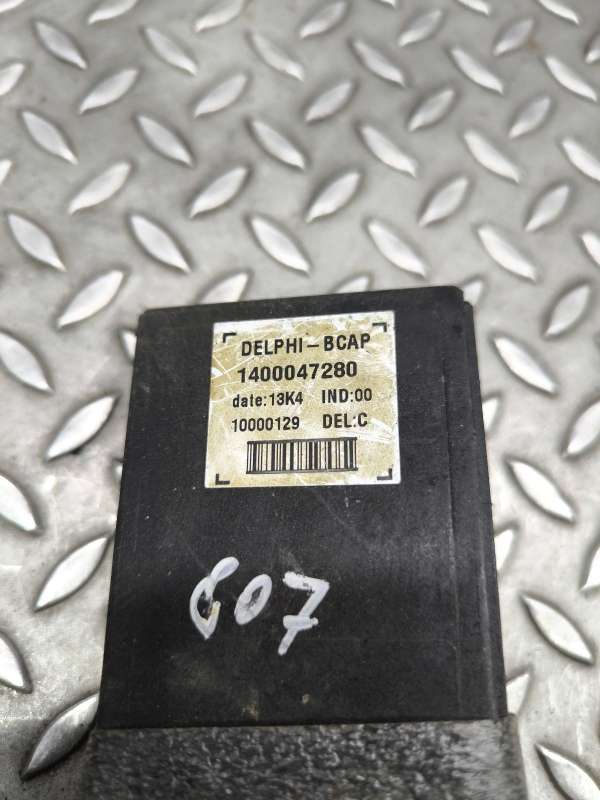 DELPHI-BCAP
1400047280
date:13K4 IND:00
10000129 DEL:C
607